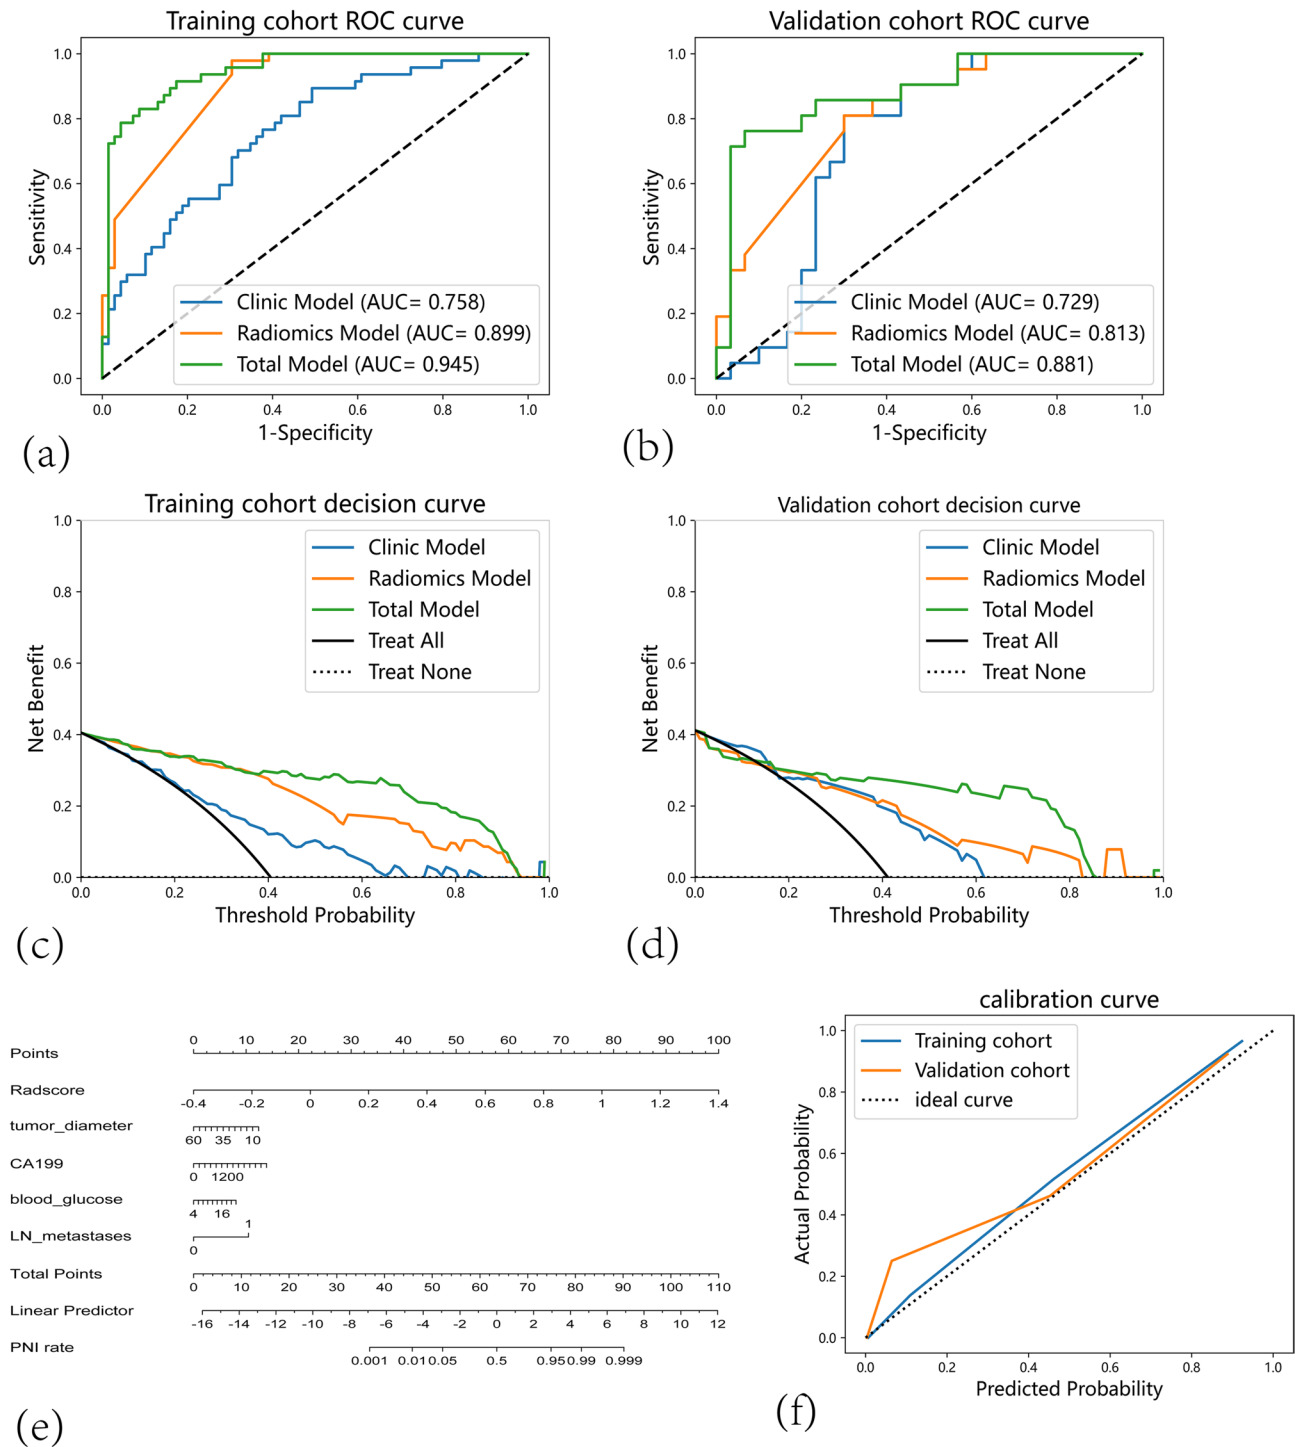 Training cohort ROC curve
1.0
0.8
0.6
0.4
0.2
0.0
Sensitivity
Clinic Model (AUC= 0.758)
Radiomics Model (AUC= 0.899)
Total Model (AUC= 0.945)
0.0 0.2 0.4 0.6 0.8 1.0
1-Specificity
(a)
Validation cohort ROC curve
1.0
0.8
0.6
0.4
0.2
0.0
Sensitivity
Clinic Model (AUC= 0.729)
Radiomics Model (AUC= 0.813)
Total Model (AUC= 0.881)
0.0 0.2 0.4 0.6 0.8 1.0
1-Specificity
(b)
Training cohort decision curve
1.0
0.8
0.6
0.4
0.2
0.0
Net Benefit
Clinic Model
Radiomics Model
Total Model
Treat All
Treat None
0.0 0.2 0.4 0.6 0.8 1.0
Threshold Probability
(c)
Validation cohort decision curve
1.0
0.8
0.6
0.4
0.2
0.0
Net Benefit
Clinic Model
Radiomics Model
Total Model
Treat All
Treat None
0.0 0.2 0.4 0.6 0.8 1.0
Threshold Probability
(d)
0 10 20 30 40 50 60 70 80 90 100
Points
Radscore
-0.4 -0.2 0 0.2 0.4 0.6 0.8 1 1.2 1.4
tumor_diameter
60 35 10
CA199
0 1200
blood_glucose
4 16
1
LN_metastases
0
Total Points
0 10 20 30 40 50 60 70 80 90 100 110
Linear Predictor
-16 -14 -12 -10 -8 -6 -4 -2 0 2 4 6 8 10 12
PNI rate
0.001 0.010.05 0.5 0.950.99 0.999
(e)
calibration curve
1.0
0.8
0.6
0.4
0.2
0.0
Actual Probability
Training cohort
Validation cohort
ideal curve
0.0 0.2 0.4 0.6 0.8 1.0
Predicted Probability
(f)